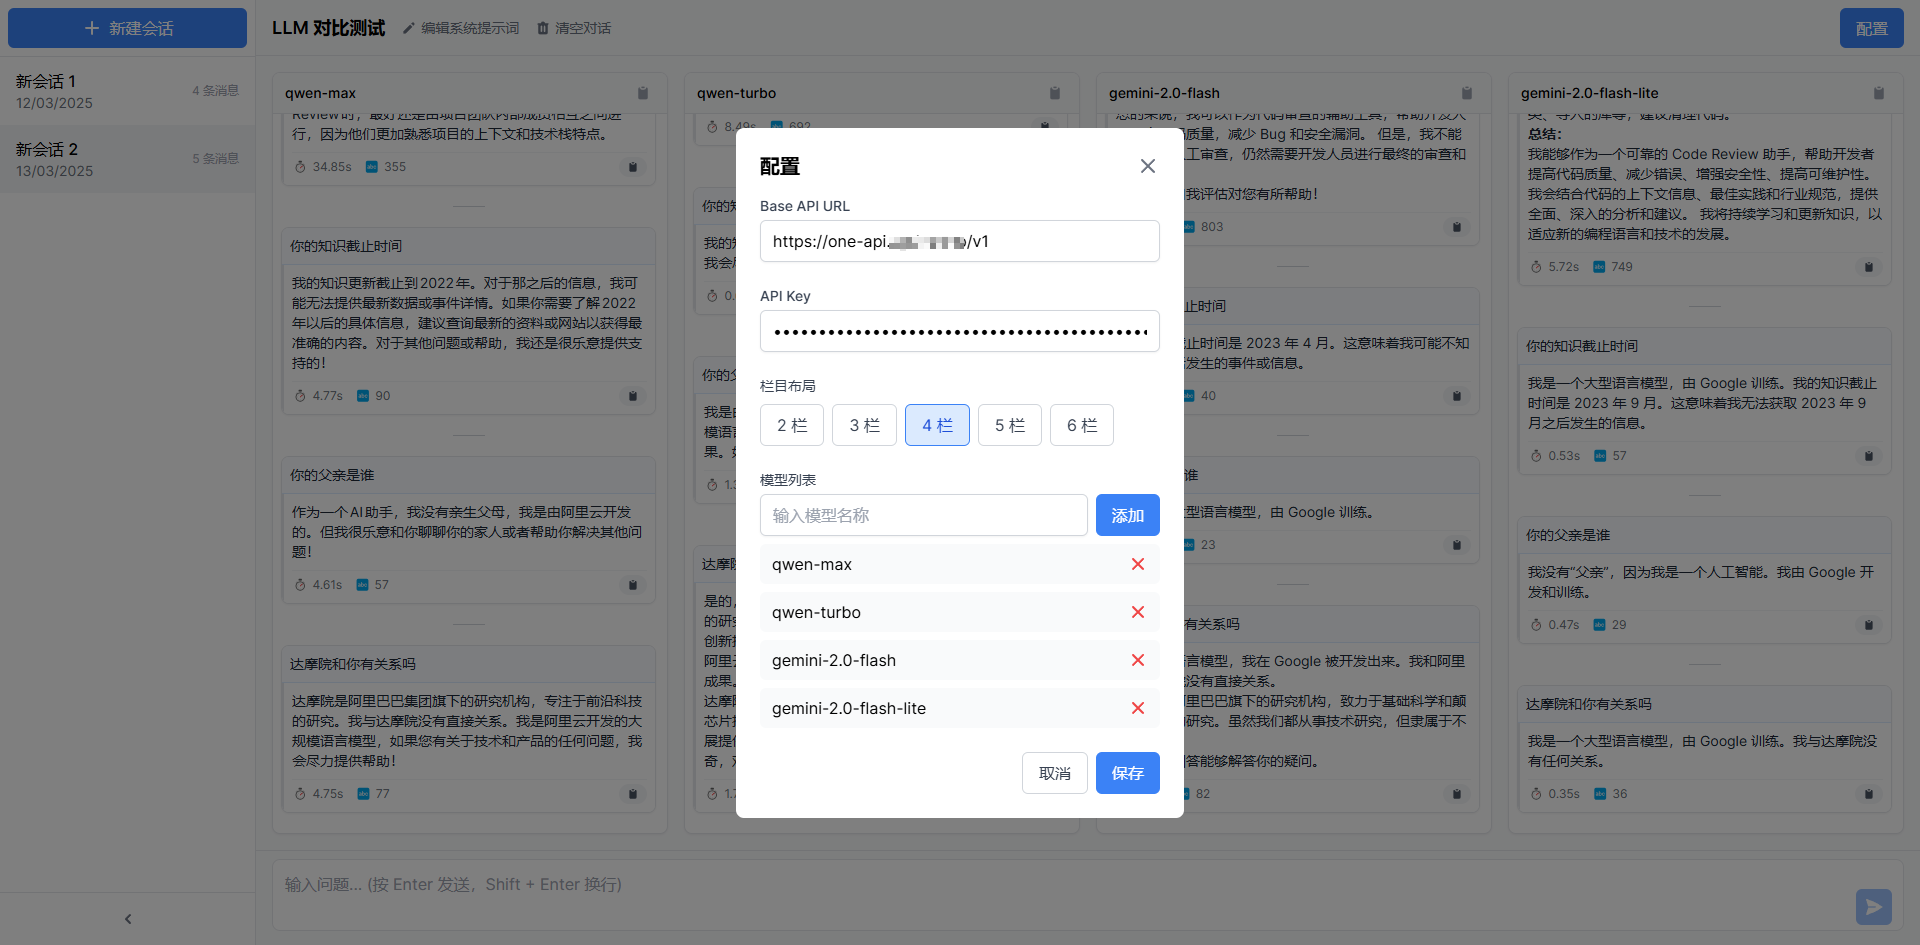 新建会话
新会话 1
12/03/2025
4 条消息
新会话 2
13/03/2025
5 条消息
LLM 对比测试
编辑系统提示词
清空对话
配置
qwen-max
行，因为他们更加熟悉项目的上下文和技术栈特点。
34.85s
355
你的知识截止时间
我的知识更新截止到2022年。对于那之后的信息，我可
能无法提供最新数据或事件详情。如果你需要了解2022
年以后的具体信息，建议查询最新的资料或网站以获得最
准确的内容。对于其他问题或帮助，我还是很乐意提供支
持的！
4.77s
90
你的父亲是谁
作为一个AI助手，我没有亲生父母，我是由阿里云开发
的。但我很乐意和你聊聊你的家人或者帮助你解决其他问
题！
4.61s
57
达摩院和你有关系吗
达摩院是阿里巴巴集团旗下的研究机构，专注于前沿科技
的研究。我与达摩院没有直接关系。我是阿里云开发的大
规模语言模型，如果您有关于技术和产品的任何问题，我
会尽力提供帮助！
4.75s
77
qwen-turbo
8.49s
692
你的知
我的知
我会尽
0.
你的父
我是由
模语言
果。如
1.3
达摩院
是的，
的研究
创新技
阿里云
成果。
达摩院
芯片技
展提供
奇，欢
1.7
配置
Base API URL
https://one-api.
/v1
API Key
••••••••••••••••••••••••••••••••••••••••••
栏目布局
2 栏
3 栏
4 栏
5 栏
6 栏
模型列表
输入模型名称
添加
qwen-max
qwen-turbo
gemini-2.0-flash
gemini-2.0-flash-lite
取消
保存
gemini-2.0-flash
质量，减少 Bug 和安全漏洞。 但是，我不能
工审查，仍然需要开发人员进行最终的审查和
我评估对您有所帮助！
803
止时间
止时间是 2023 年 4 月。这意味着我可能不知
发生的事件或信息。
40
谁
型语言模型，由 Google 训练。
23
有关系吗
言模型，我在 Google 被开发出来。我和阿里
没有直接关系。
里巴巴旗下的研究机构，致力于基础科学和颠
研究。虽然我们都从事技术研究，但隶属于不
答能够解答你的疑问。
82
gemini-2.0-flash-lite
总结：
我能够作为一个可靠的 Code Review 助手，帮助开发者
提高代码质量、减少错误、增强安全性、提高可维护性。
我会结合代码的上下文信息、最佳实践和行业规范，提供
全面、深入的分析和建议。 我将持续学习和更新知识，以
适应新的编程语言和技术的发展。
5.72s
749
你的知识截止时间
我是一个大型语言模型，由 Google 训练。我的知识截止
时间是 2023 年 9 月。这意味着我无法获取 2023 年 9
月之后发生的信息。
0.53s
57
你的父亲是谁
我没有“父亲”，因为我是一个人工智能。我由 Google 开
发和训练。
0.47s
29
达摩院和你有关系吗
我是一个大型语言模型，由 Google 训练。我与达摩院没
有任何关系。
0.35s
36
输入问题... (按 Enter 发送，Shift + Enter 换行)